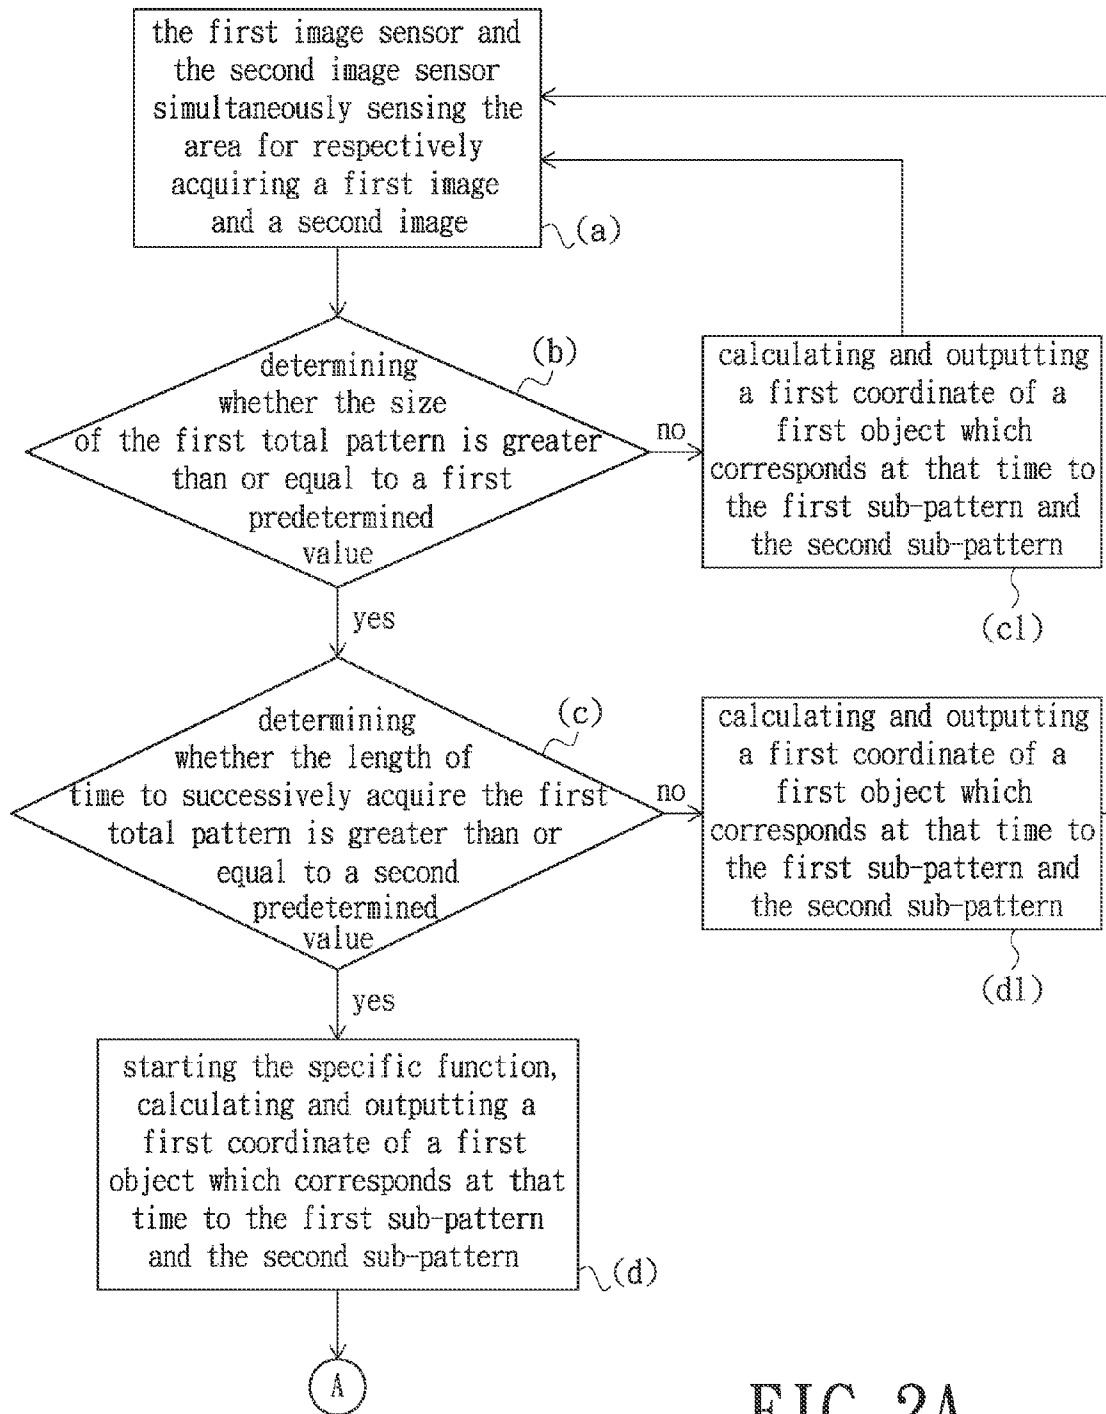 the first image sensor and
the second image sensor
simultaneously sensing the
area for respectively
acquiring a first image
and a second image
(a)
determining
whether the size
of the first total pattern is greater
than or equal to a first
predetermined
value
(b)
no
calculating and outputting
a first coordinate of a
first object which
corresponds at that time to
the first sub-pattern and
the second sub-pattern
(c1)
yes
determining
whether the length of
time to successively acquire the first
total pattern is greater than or
equal to a second
predetermined
value
(c)
no
calculating and outputting
a first coordinate of a
first object which
corresponds at that time to
the first sub-pattern and
the second sub-pattern
(d1)
yes
starting the specific function,
calculating and outputting a
first coordinate of a first
object which corresponds at that
time to the first sub-pattern
and the second sub-pattern
(d)
A
FIG. 2A